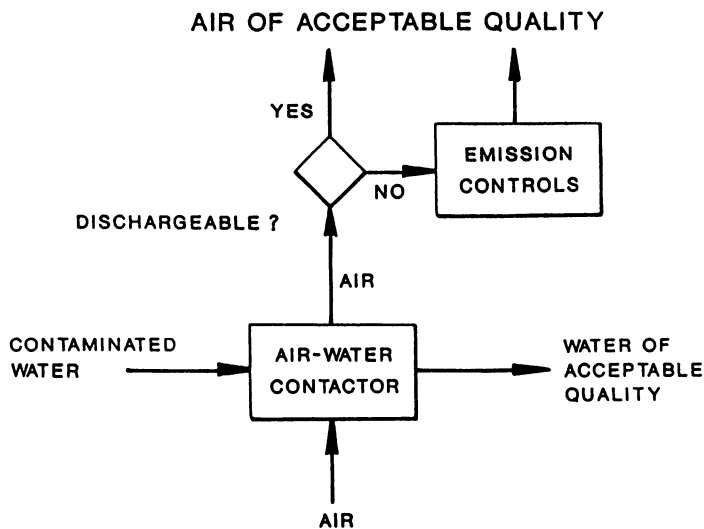 AIR OF ACCEPTABLE QUALITY
YES
EMISSION
CONTROLS
NO
DISCHARGEABLE ?
AIR
CONTAMINATED
WATER
AIR-WATER
CONTACTOR
WATER OF
ACCEPTABLE
QUALITY
AIR